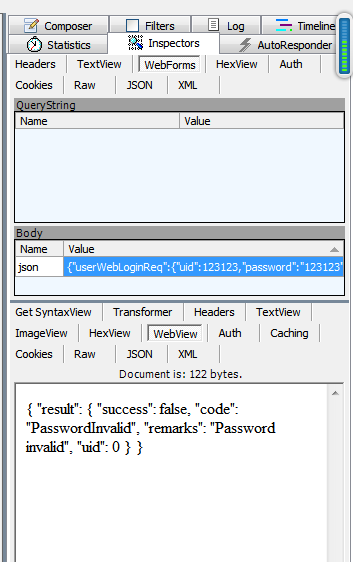 Composer Filters Log Timeline
Statistics Inspectors AutoResponder
Headers TextView WebForms HexView Auth
Cookies Raw JSON XML
QueryString
Name Value
Body
Name Value
json {"userWebLoginReq":{"uid":123123,"password":"123123"
Get SyntaxView Transformer Headers TextView
ImageView HexView WebView Auth Caching
Cookies Raw JSON XML
Document is: 122 bytes.
{ "result": { "success": false, "code":
"PasswordInvalid", "remarks": "Password
invalid", "uid": 0 } }